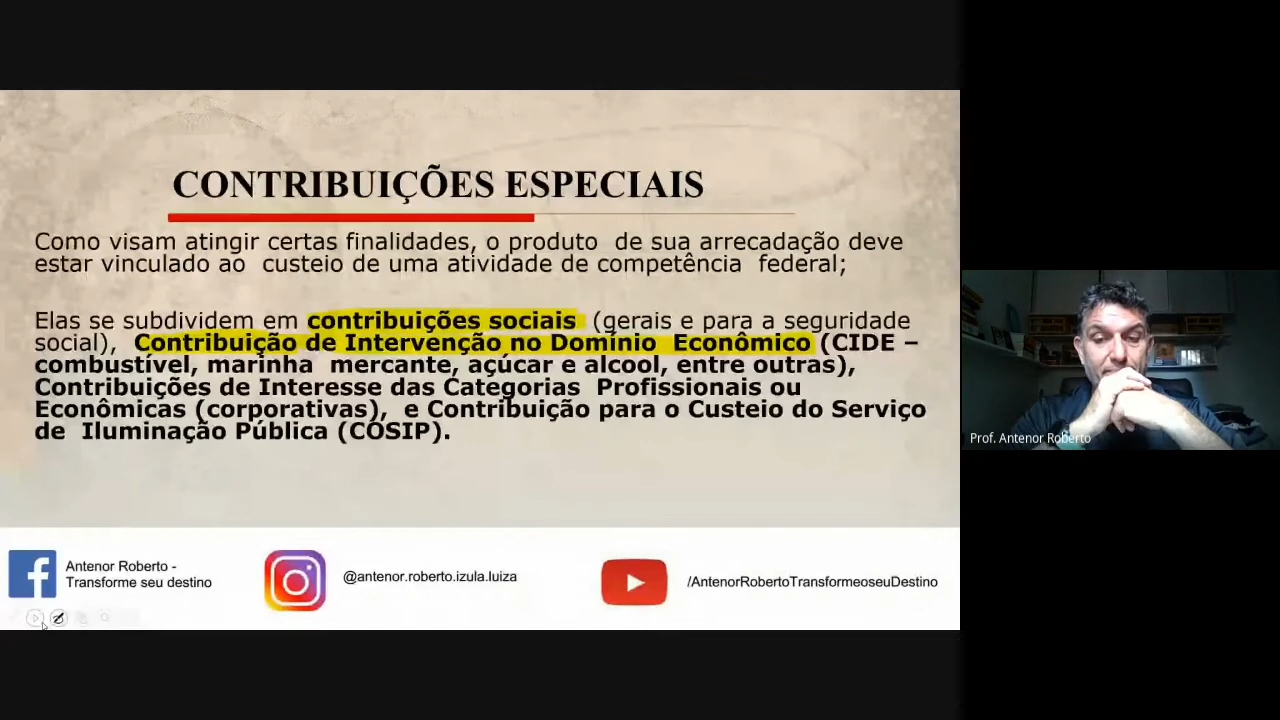 CONTRIBUIÇÕES ESPECIAIS
Como visam atingir certas finalidades, o produto de sua arrecadação deve
estar vinculado ao custeio de uma atividade de competência federal;
Elas se subdividem em contribuições sociais (gerais e para a seguridade
social), Contribuição de Intervenção no Domínio Econômico (CIDE –
combustível, marinha mercante, açúcar e alcool, entre outras),
Contribuições de Interesse das Categorias Profissionais ou
Econômicas (corporativas), e Contribuição para o Custeio do Serviço
de Iluminação Pública (COSIP).
Prof. Antenor Roberto
Antenor Roberto -
Transforme seu destino
@antenor.roberto.izula.luiza
/AntenorRobertoTransformeoseuDestino